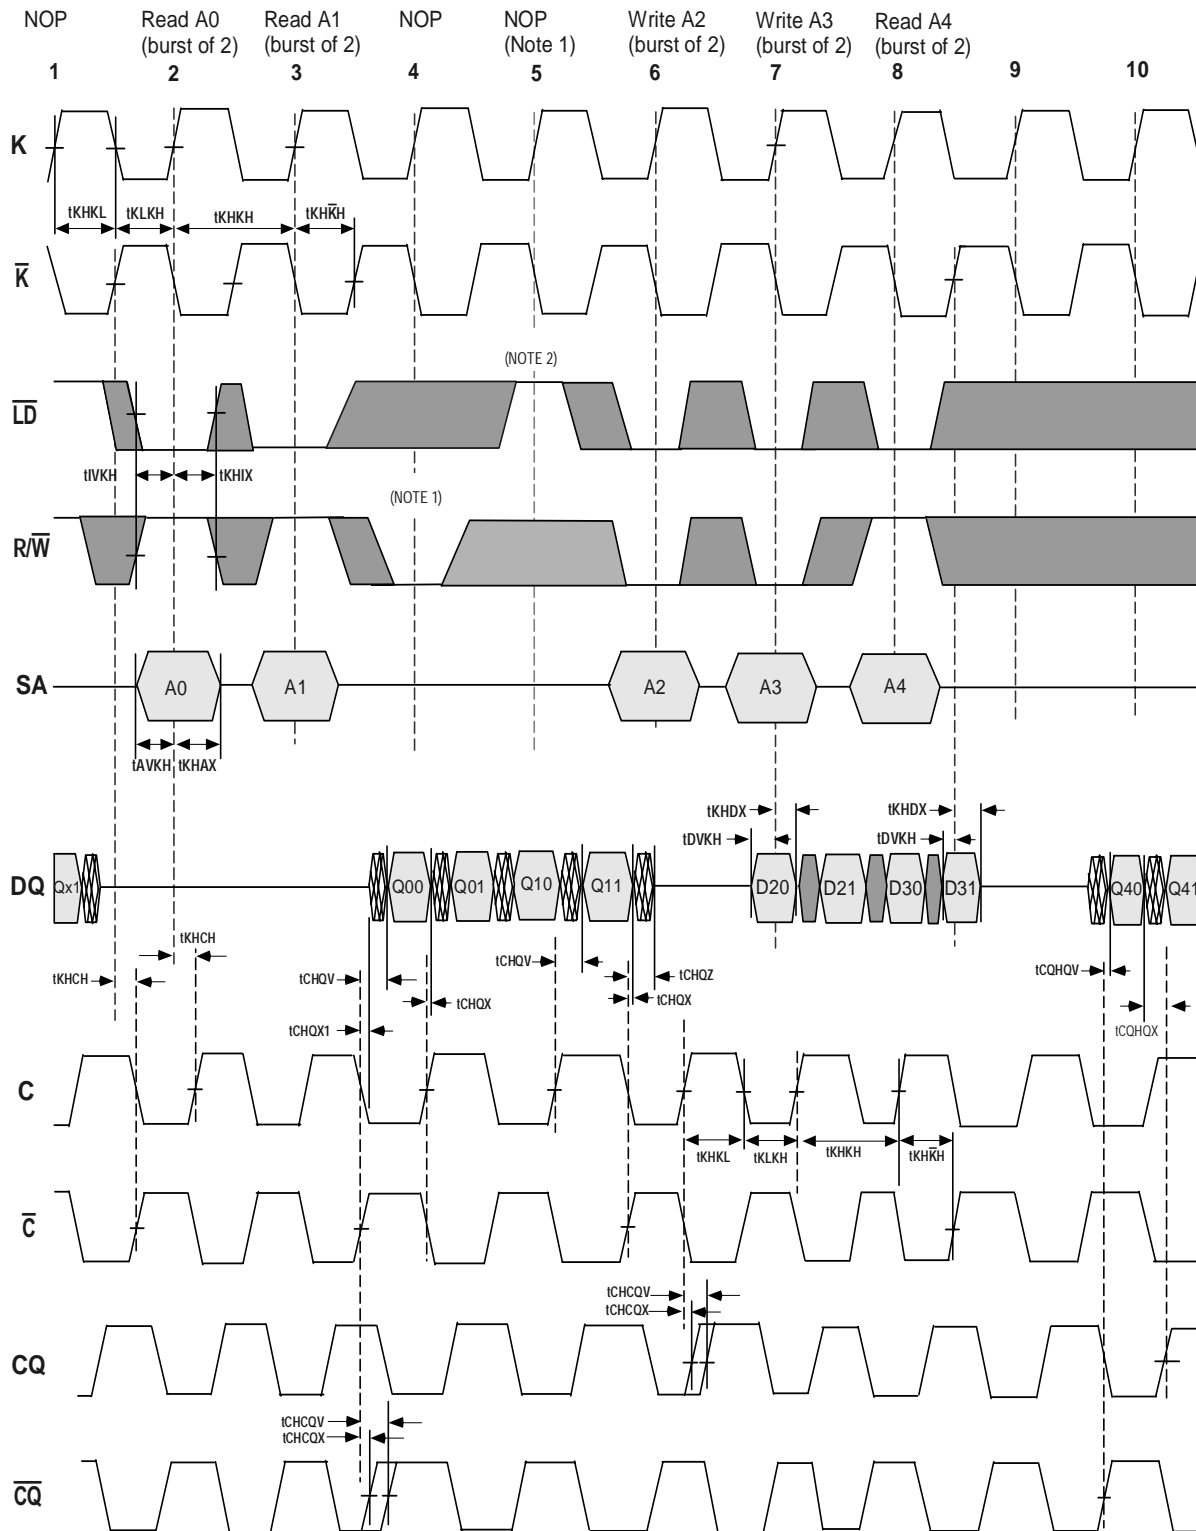 NOP Read A0 Read A1 NOP NOP Write A2 Write A3 Read A4
(burst of 2) (burst of 2) (Note 1) (burst of 2) (burst of 2) (burst of 2)
1 2 3 4 5 6 7 8 9 10
K
tKHKL tKLKH tKHKH tKHK̅H
K̅
(NOTE 2)
L̅D̅
tIVKH tKHIX
(NOTE 1)
R/W̅
SA A0 A1 A2 A3 A4
tAVKH tKHAX
tKHDX tKHDX
tDVKH tDVKH
DQ Qx1 Q00 Q01 Q10 Q11 D20 D21 D30 D31 Q40 Q41
tKHCH
tKHCH tCHQV tCHQV tCHQZ tCQHQV
tCHQX tCHQX
tCHQX1 tCQHQX
C
tKHKL tKLKH tKHKH tKHK̅H
C̅
tCHCQV
tCHCQX
CQ
tCHCQV
tCHCQX
C̅Q̅